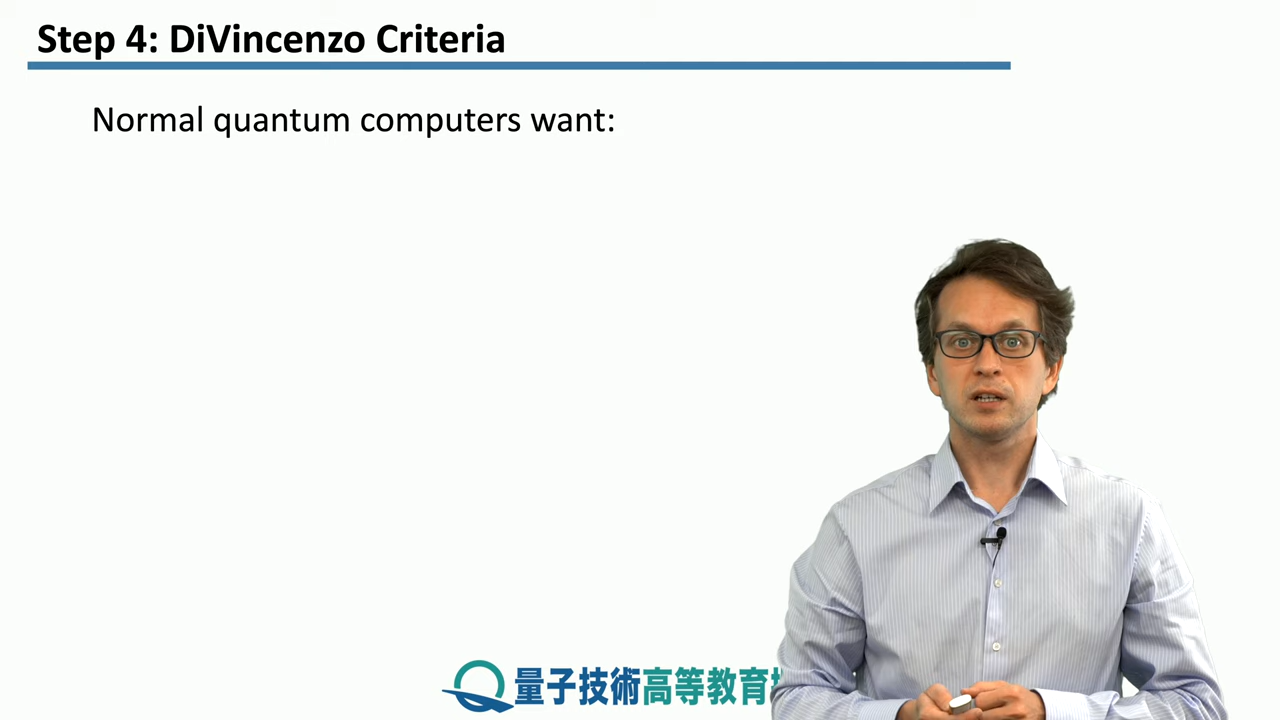 Step 4: DiVincenzo Criteria
Normal quantum computers want:
量子技術高等教育